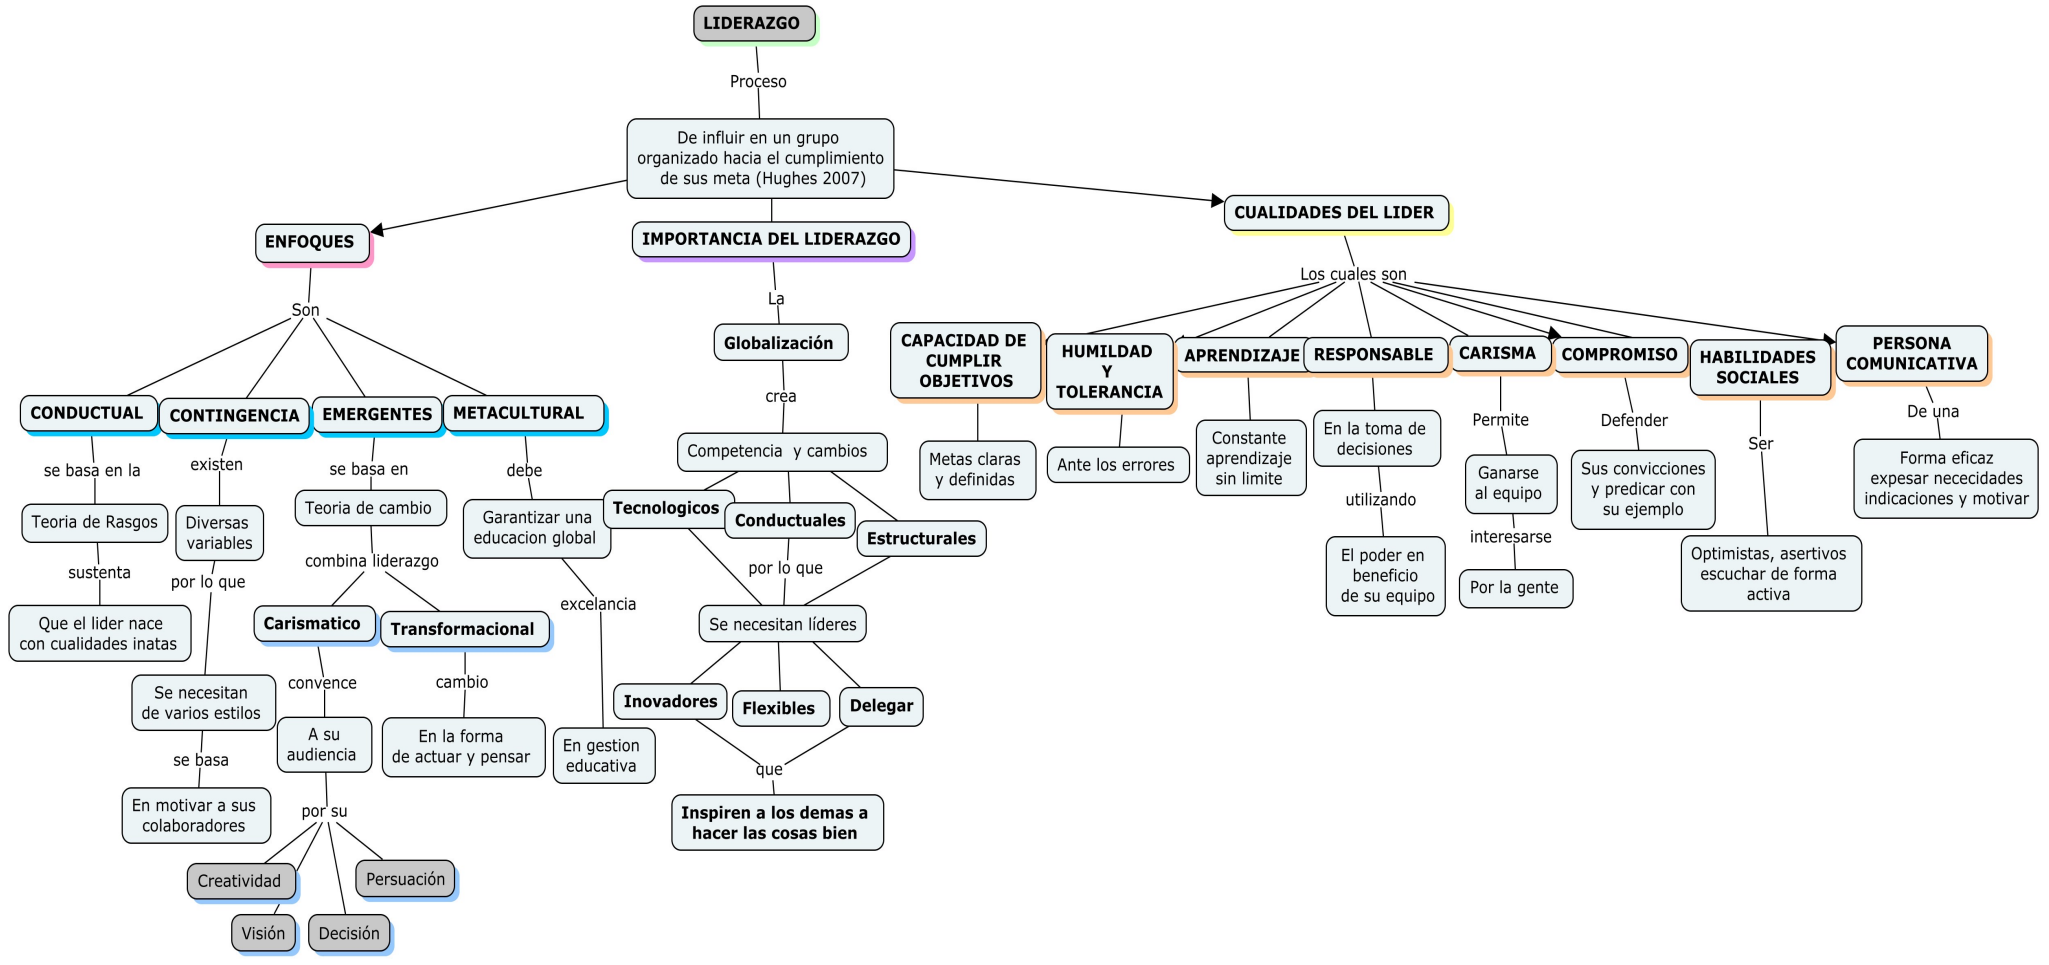 LIDERAZGO
Proceso
De influir en un grupo
organizado hacia el cumplimiento
de sus meta (Hughes 2007)
ENFOQUES
Son
CONDUCTUAL
se basa en la
Teoria de Rasgos
sustenta
Que el lider nace
con cualidades inatas
CONTINGENCIA
existen
Diversas
variables
por lo que
Se necesitan
de varios estilos
se basa
En motivar a sus
colaboradores
EMERGENTES
se basa en
Teoria de cambio
combina liderazgo
Carismatico
convence
A su
audiencia
por su
Creatividad
Visión
Decisión
Persuación
Transformacional
cambio
En la forma
de actuar y pensar
METACULTURAL
debe
Garantizar una
educacion global
excelancia
En gestion
educativa
IMPORTANCIA DEL LIDERAZGO
La
Globalización
crea
Competencia  y cambios
Tecnologicos
Conductuales
Estructurales
por lo que
Se necesitan líderes
Inovadores
Flexibles
Delegar
que
Inspiren a los demas a
hacer las cosas bien
CUALIDADES DEL LIDER
Los cuales son
CAPACIDAD DE
CUMPLIR
OBJETIVOS
Metas claras
y definidas
HUMILDAD
Y
TOLERANCIA
Ante los errores
APRENDIZAJE
Constante
aprendizaje
sin limite
RESPONSABLE
En la toma de
decisiones
utilizando
El poder en
beneficio
de su equipo
CARISMA
Permite
Ganarse
al equipo
interesarse
Por la gente
COMPROMISO
Defender
Sus convicciones
y predicar con
su ejemplo
HABILIDADES
SOCIALES
Ser
Optimistas, asertivos
escuchar de forma
activa
PERSONA
COMUNICATIVA
De una
Forma eficaz
expesar nececidades
indicaciones y motivar